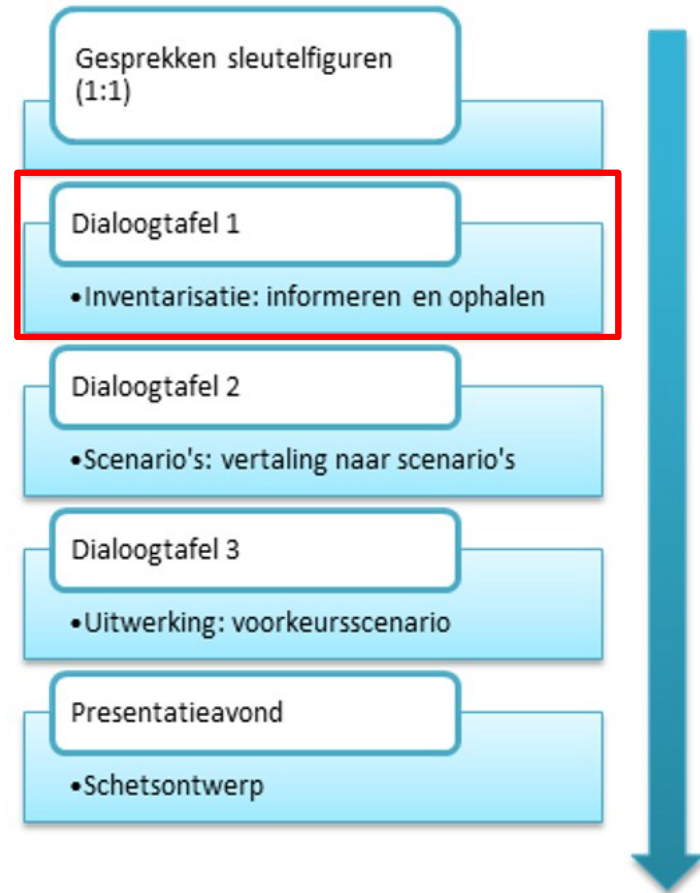 Gesprekken sleutelfiguren
(1:1)
Dialoogtafel 1
•Inventarisatie: informeren en ophalen
Dialoogtafel 2
•Scenario's: vertaling naar scenario's
Dialoogtafel 3
•Uitwerking: voorkeursscenario
Presentatieavond
•Schetsontwerp